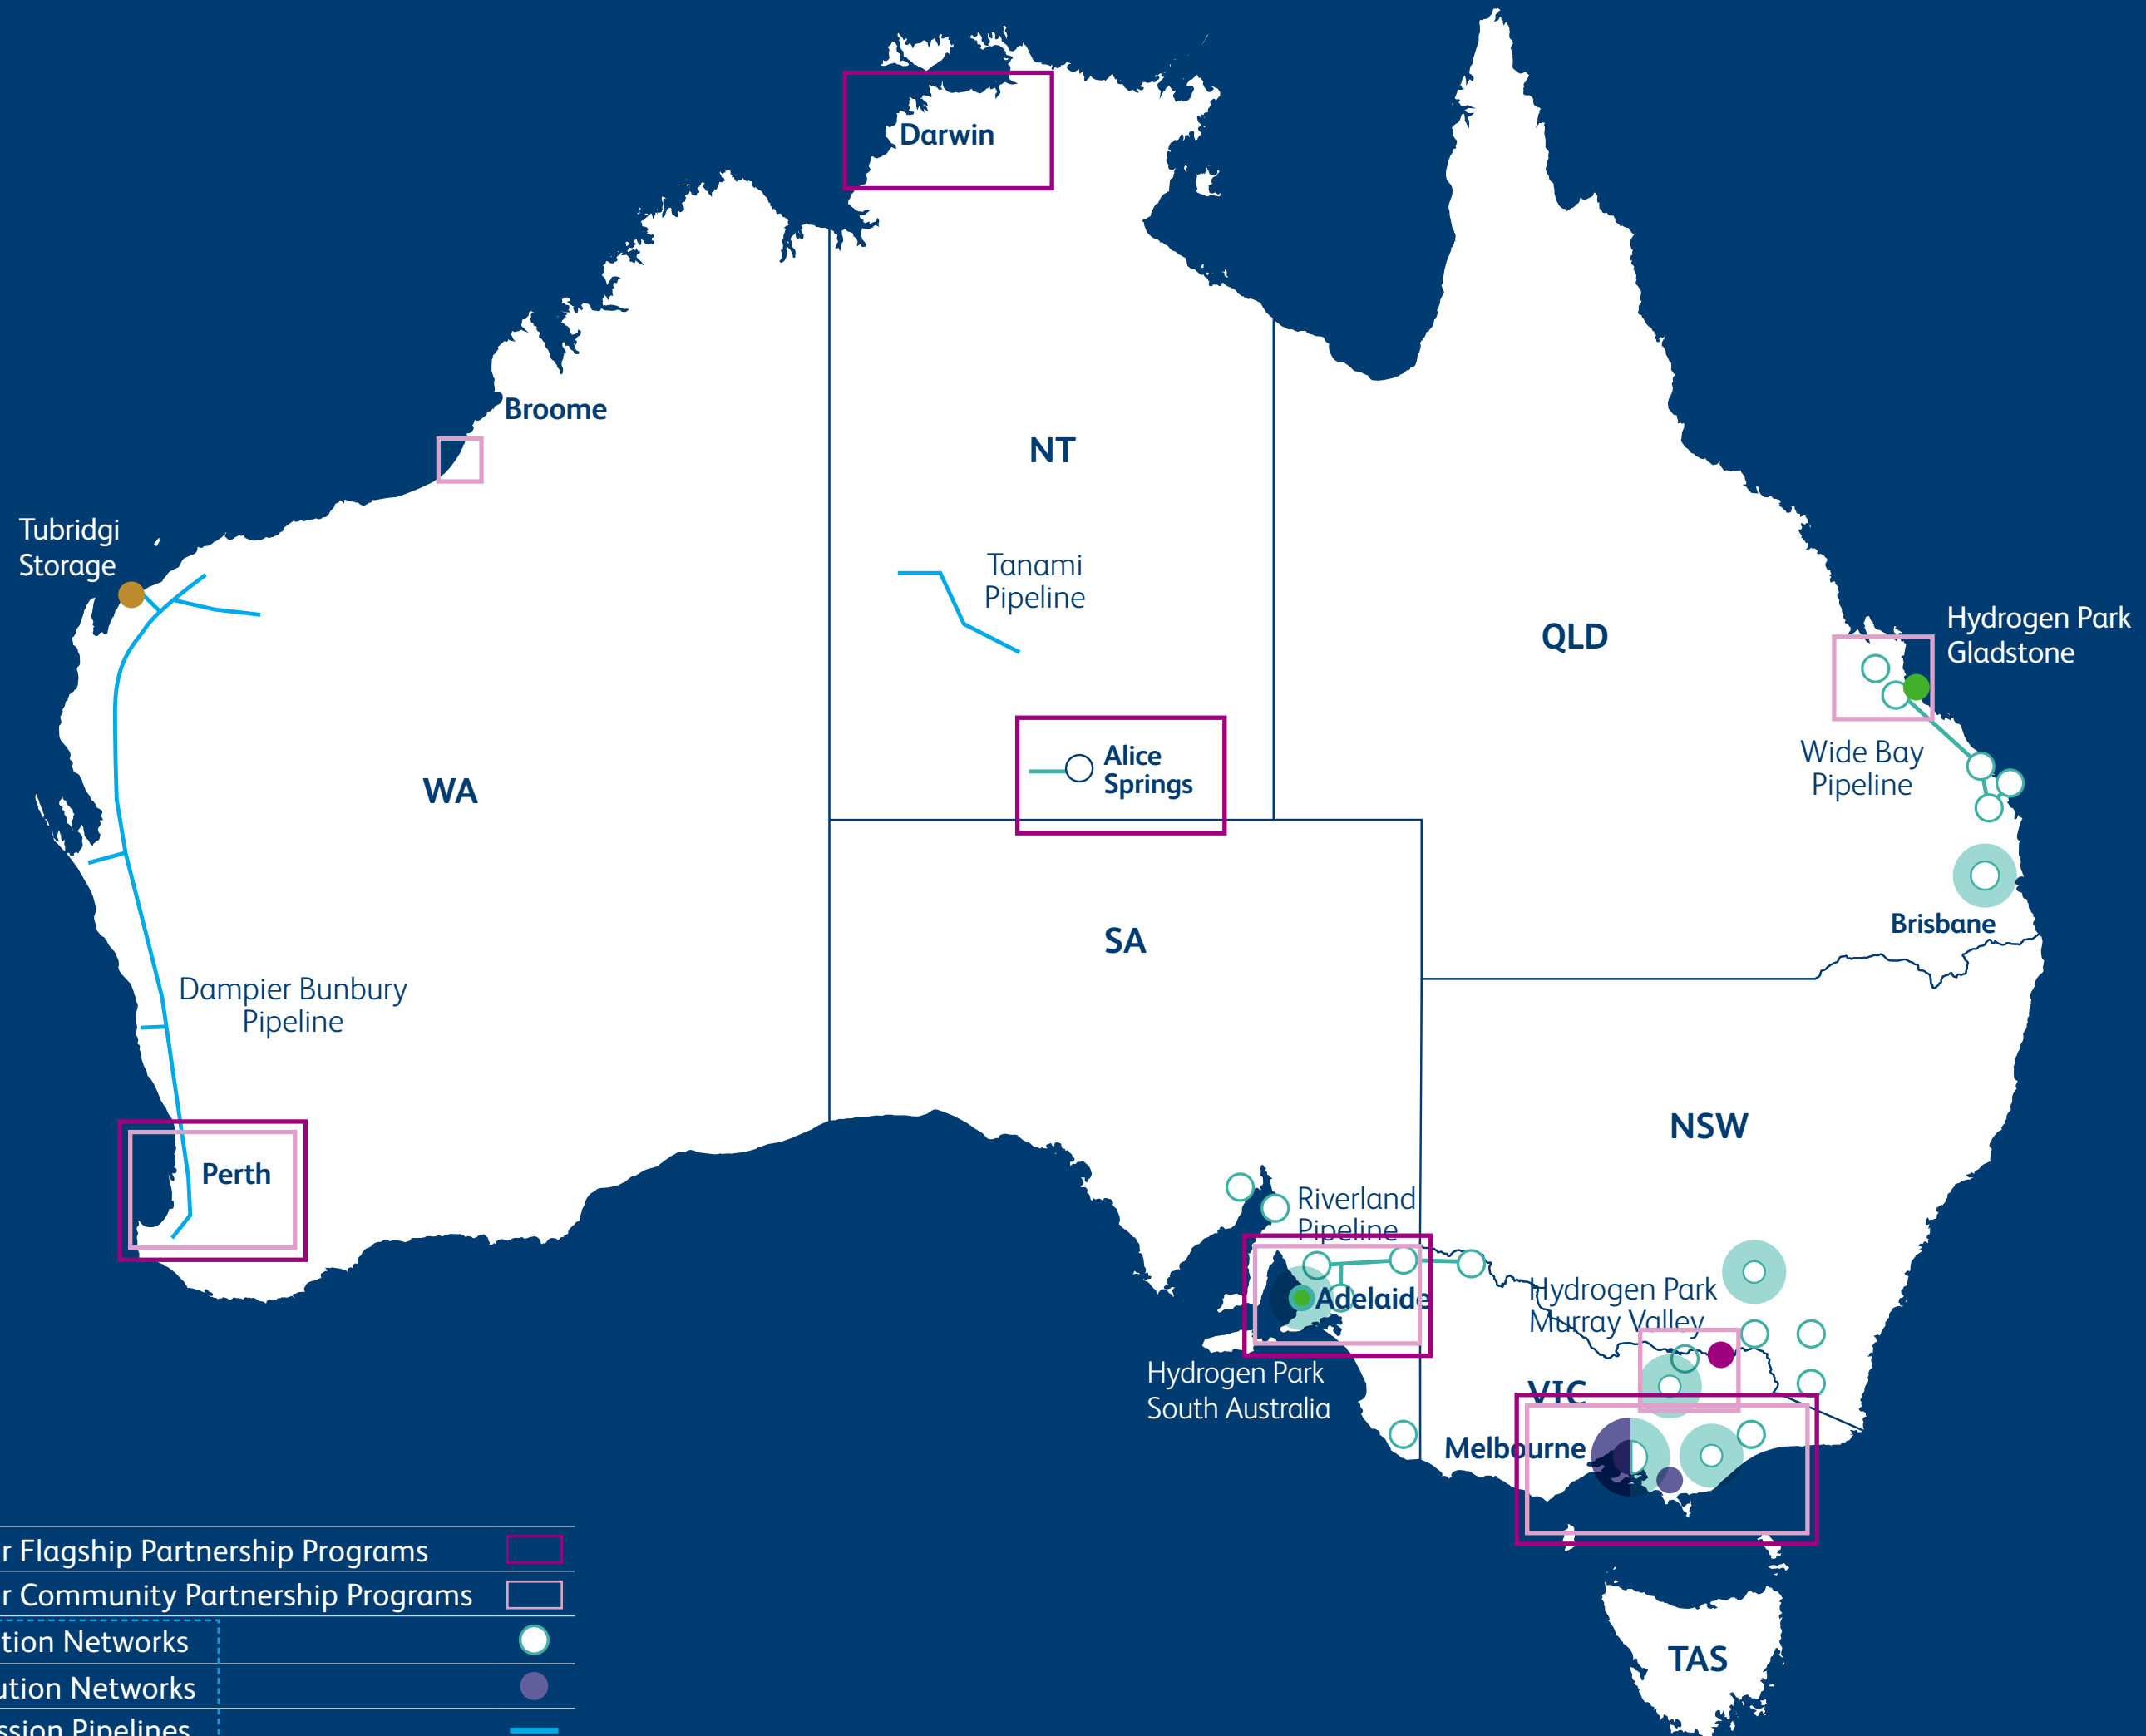 Darwin
Broome
NT
Tubridgi
Storage
Tanami
Pipeline
QLD
Hydrogen Park
Gladstone
Wide Bay
Pipeline
WA
Alice
Springs
Brisbane
SA
Dampier Bunbury
Pipeline
NSW
Perth
Riverland
Pipeline
Adelaide
Hydrogen Park
Murray Valley
Hydrogen Park
South Australia
VIC
Melbourne
r Flagship Partnership Programs
r Community Partnership Programs
tion Networks
ution Networks
ssion Pipelines
TAS